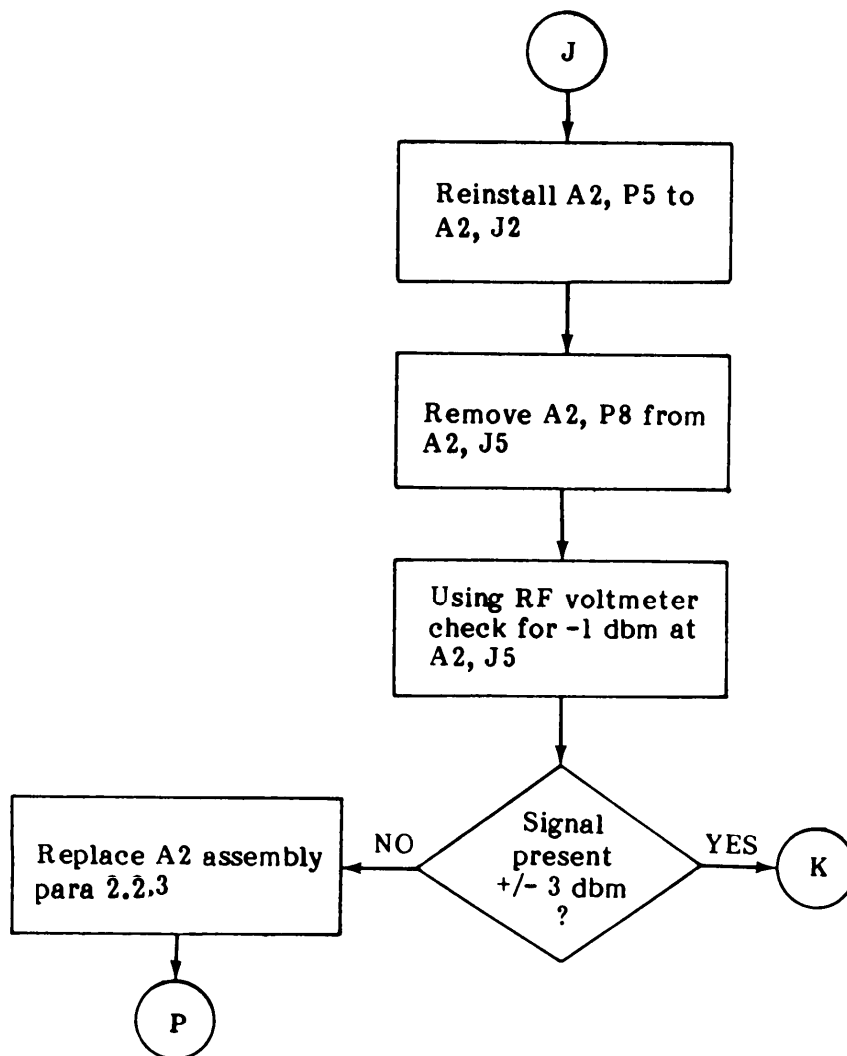 J
Reinstall A2, P5 to
A2, J2
Remove A2, P8 from
A2, J5
Using RF voltmeter
check for -1 dbm at
A2, J5
Signal
present
+/- 3 dbm
?
NO
YES
K
Replace A2 assembly
para 2.2.3
P